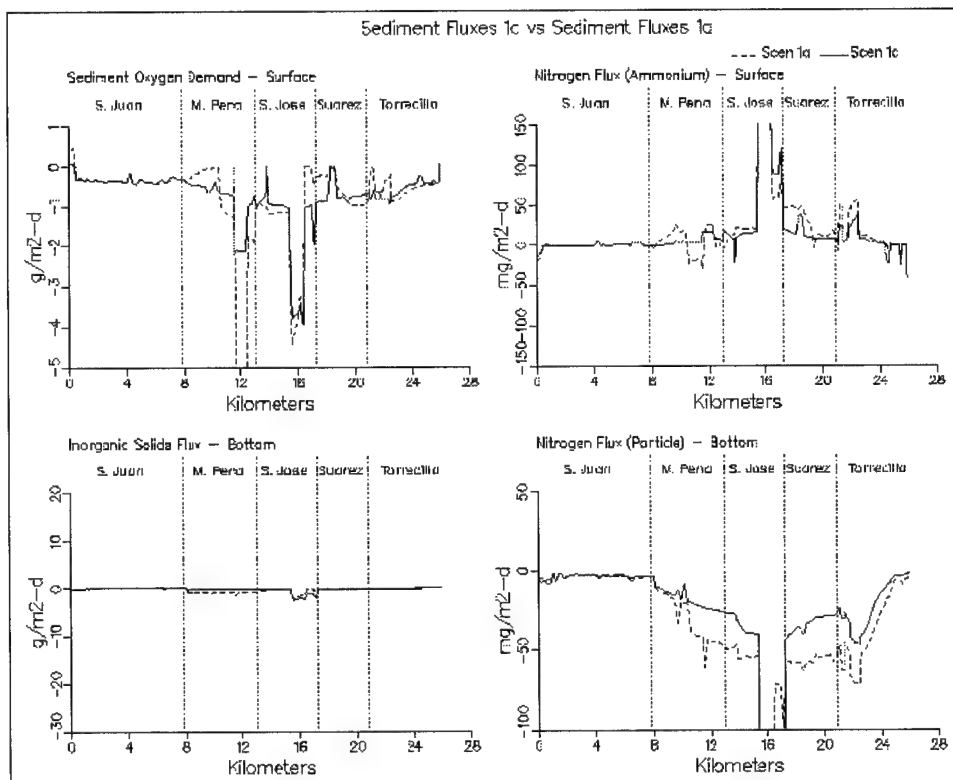 Sediment Fluxes 1c vs Sediment Fluxes 1a
Scen 1a Scen 1c
Sediment Oxygen Demand – Surface
S. Juan M. Pena S. Jose Suarez Torrecilla
g/m2-d
1
0
-1
-2
-3
-4
-5
0 4 8 12 16 20 24 28
Kilometers
Nitrogen Flux (Ammonium) – Surface
S. Juan M. Pena S. Jose Suarez Torrecilla
mg/m2-d
150
100
50
0
-50
-100
-150
0 4 8 12 16 20 24 28
Kilometers
Inorganic Solids Flux – Bottom
S. Juan M. Pena S. Jose Suarez Torrecilla
g/m2-d
20
10
0
-10
-20
-30
0 4 8 12 16 20 24 28
Kilometers
Nitrogen Flux (Particle) – Bottom
S. Juan M. Pena S. Jose Suarez Torrecilla
mg/m2-d
50
0
-50
-100
0 4 8 12 16 20 24 28
Kilometers